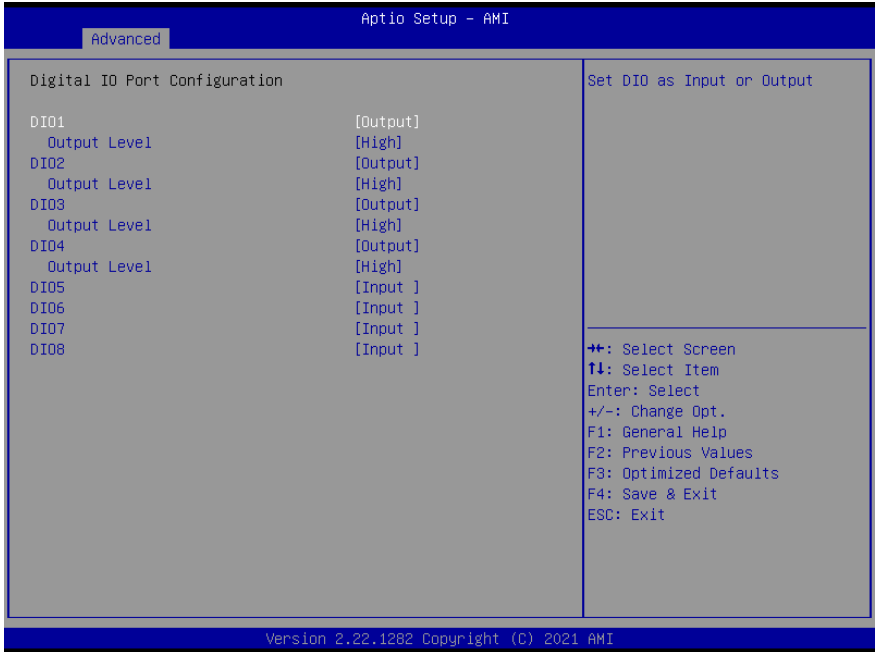 Aptio Setup – AMI
Advanced
Digital IO Port Configuration
DIO1 [Output]
Output Level [High]
DIO2 [Output]
Output Level [High]
DIO3 [Output]
Output Level [High]
DIO4 [Output]
Output Level [High]
DIO5 [Input ]
DIO6 [Input ]
DIO7 [Input ]
DIO8 [Input ]
Set DIO as Input or Output
→←: Select Screen
↑↓: Select Item
Enter: Select
+/-: Change Opt.
F1: General Help
F2: Previous Values
F3: Optimized Defaults
F4: Save & Exit
ESC: Exit
Version 2.22.1282 Copyright (C) 2021 AMI